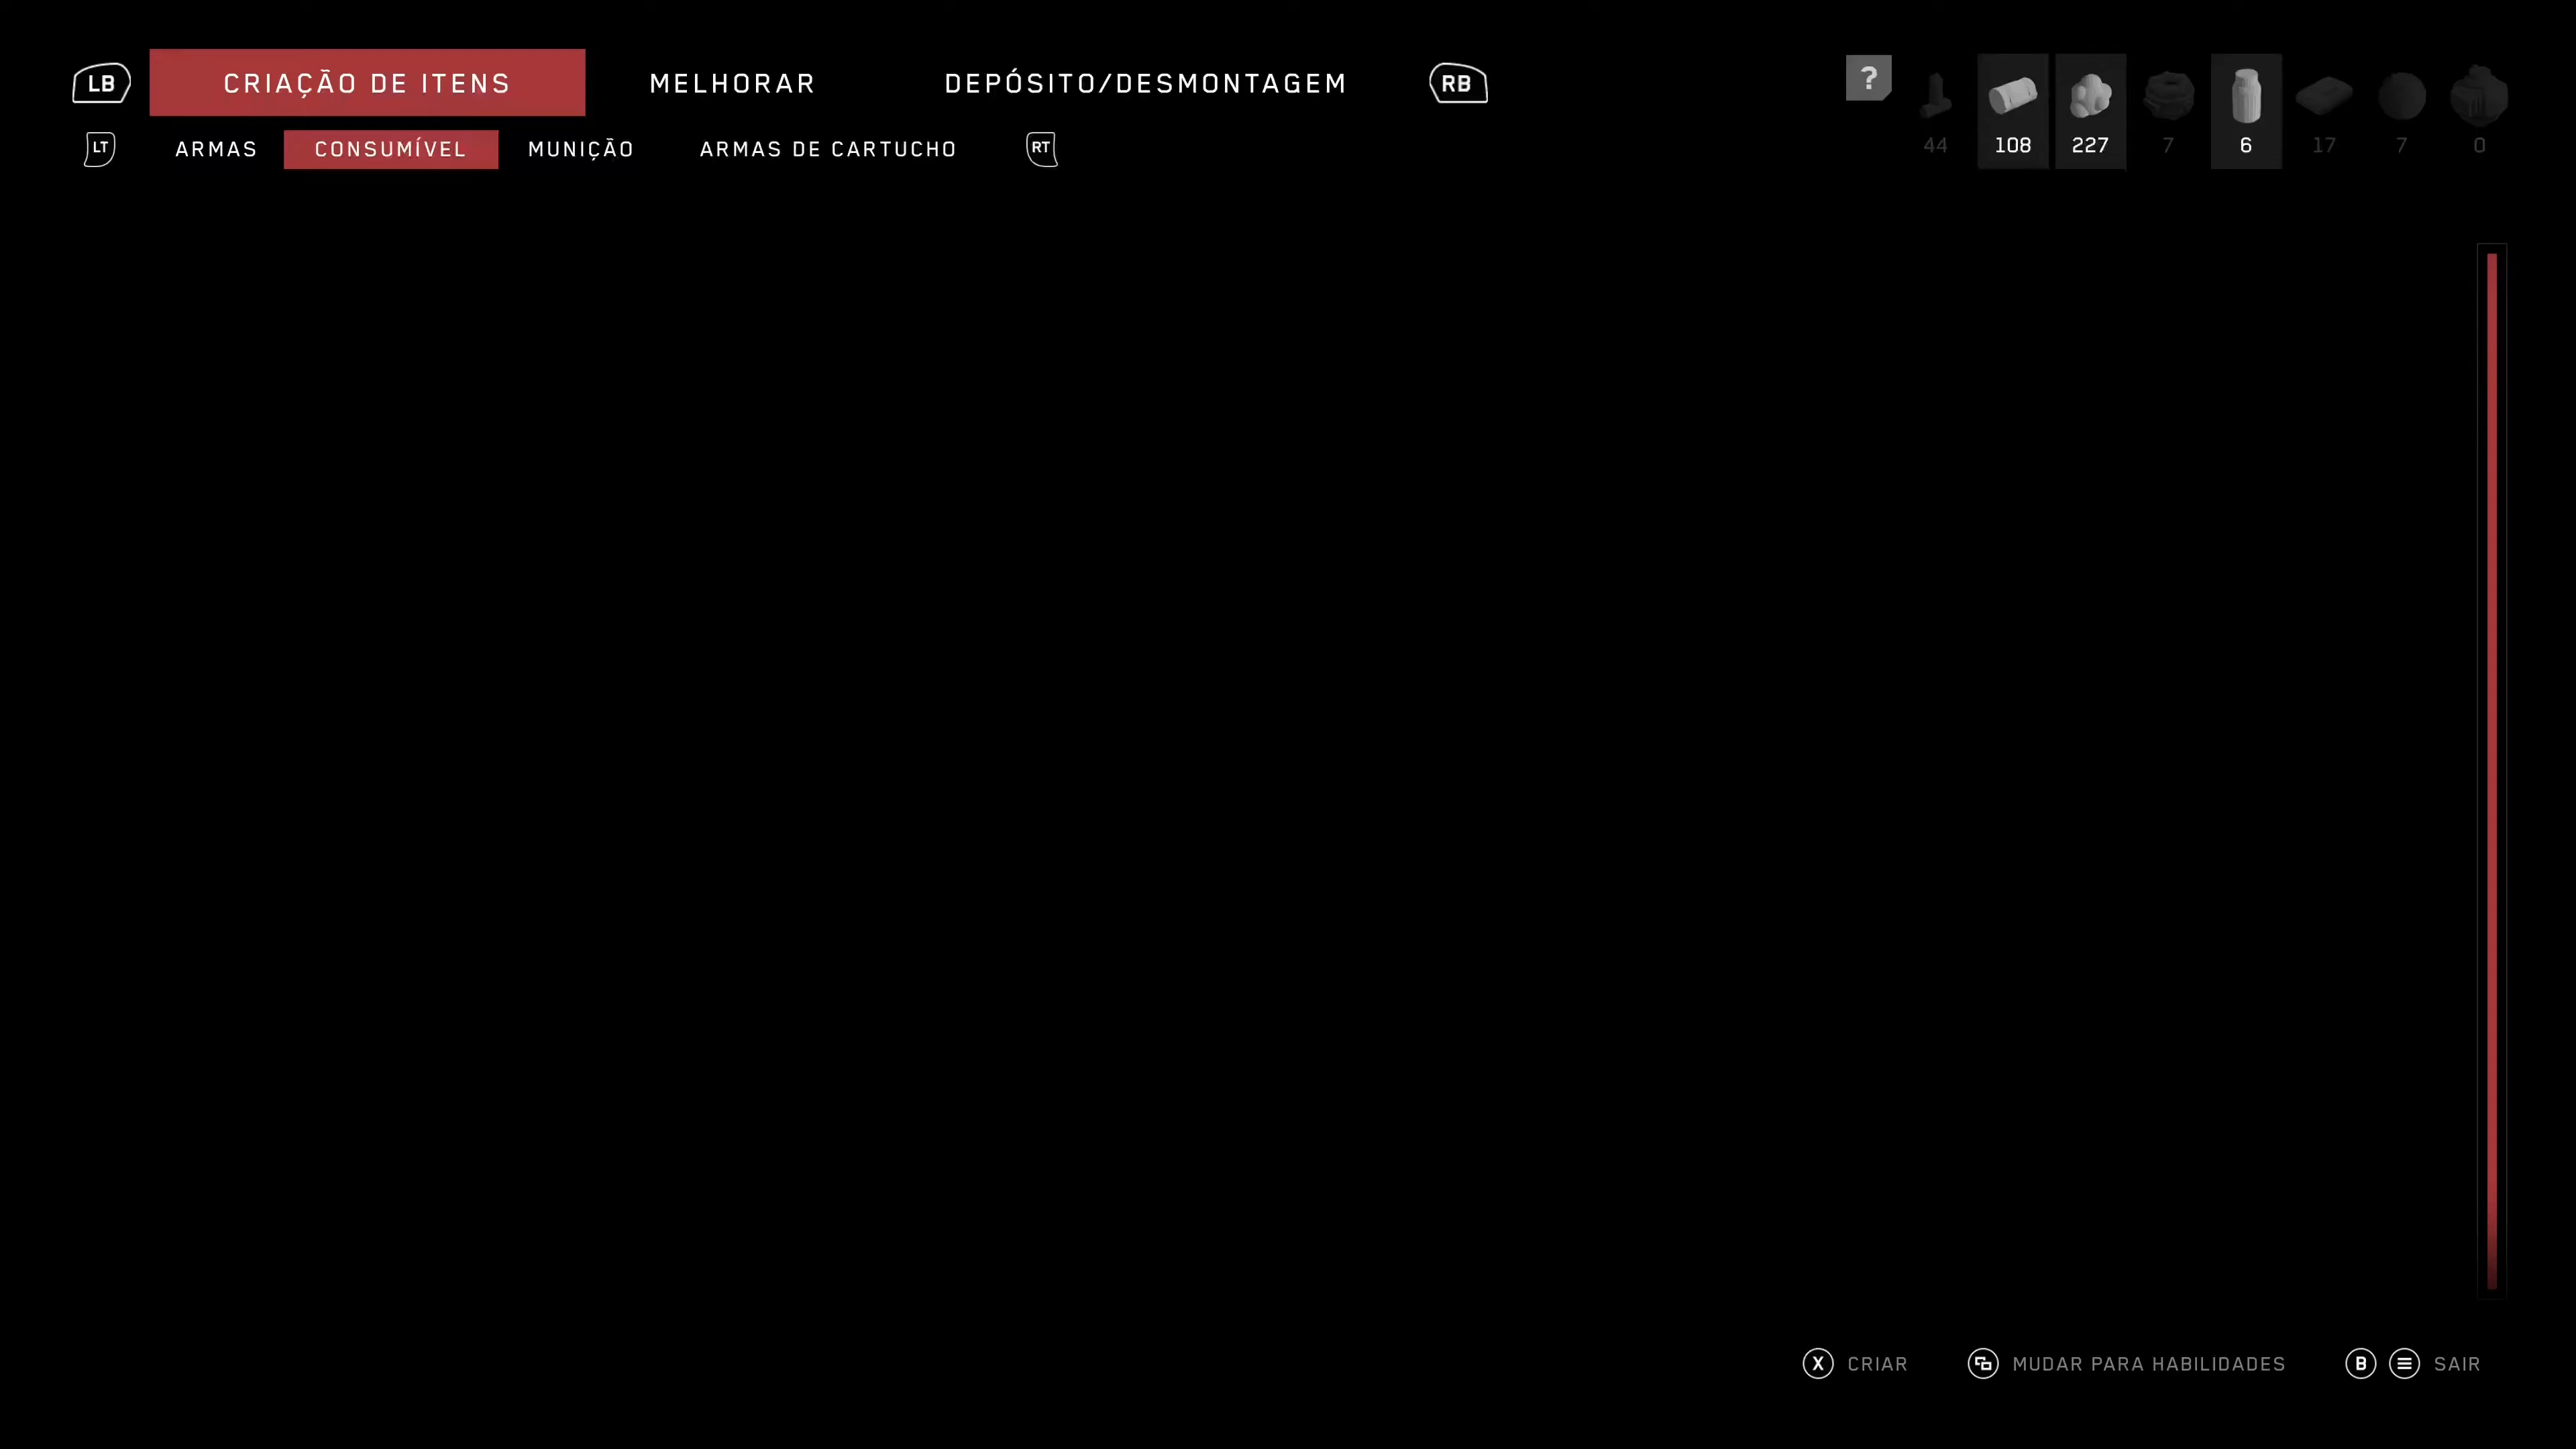 LB CRIAÇÃO DE ITENS MELHORAR DEPÓSITO/DESMONTAGEM RB ?
LT ARMAS CONSUMÍVEL MUNIÇÃO ARMAS DE CARTUCHO RT 44 108 227 7 6 17 7 0
X CRIAR MUDAR PARA HABILIDADES B SAIR